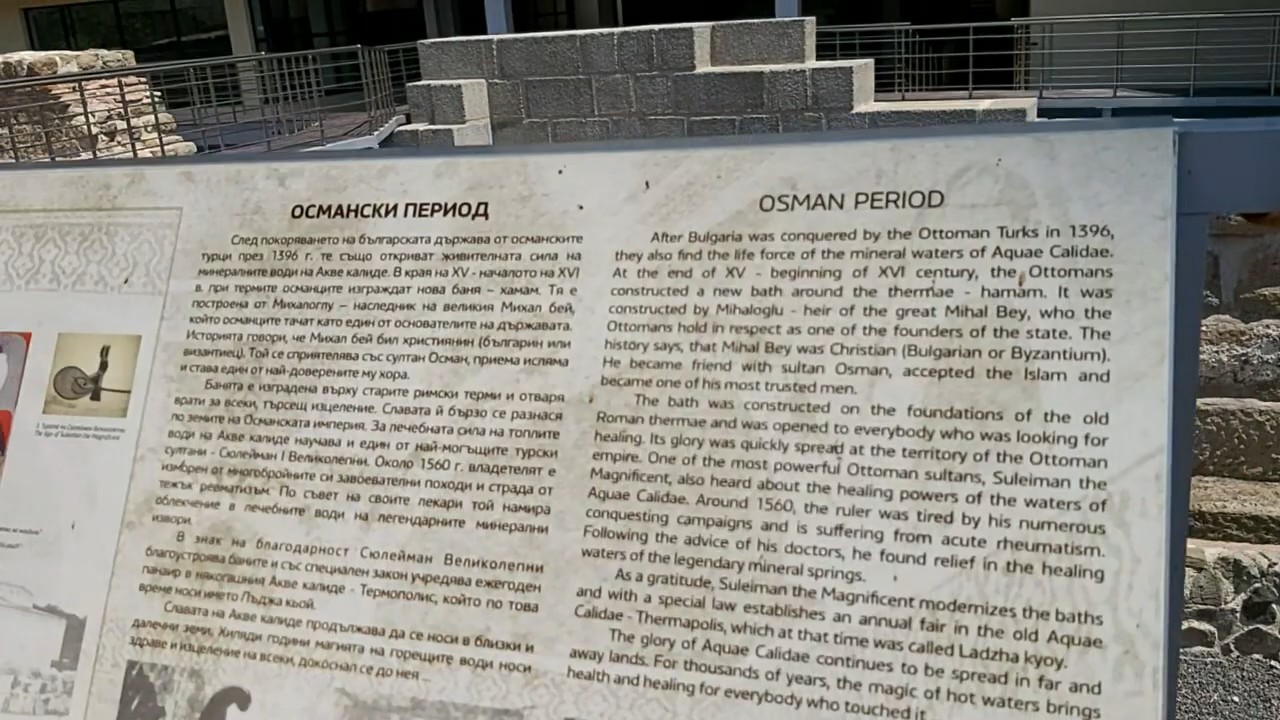 ОСМАНСКИ ПЕРИОД
След покоряването на българската държава от османските
турци през 1396 г. те също откриват живителната сила на
минералните води на Акве калиде. В края на XV - началото на XVI
в. при термите османците изграждат нова баня – хамам. Тя е
построена от Михалоглу – наследник на великия Михал бей,
който османците тачат като един от основателите на държавата.
Историята говори, че Михал бей бил християнин (българин или
византиец). Той се сприятелява със султан Осман, приема исляма
и става един от най-доверените му хора.
Банята е изградена върху старите римски терми и отваря
врати за всеки, търсещ изцеление. Славата ѝ бързо се разнася
по земите на Османската империя. За лечебната сила на топлите
води на Акве калиде научава и един от най-могъщите турски
султани - Сюлейман I Великолепни. Около 1560 г. владетелят е
изморен от многобройните си завоевателни походи и страда от
тежък ревматизъм. По съвет на своите лекари той намира
облекчение в лечебните води на легендарните минерални
извори.
В знак на благодарност Сюлейман Великолепни
благоустроява баните и със специален закон учредява ежегоден
панаир в някогашния Акве калиде - Термополис, който по това
време носи името Лъджа кьой.
Славата на Акве калиде продължава да се носи в близки и
далечни земи. Хиляди години магията на горещите води носи
здраве и изцеление на всеки, докоснал се до нея...
OSMAN PERIOD
After Bulgaria was conquered by the Ottoman Turks in 1396,
they also find the life force of the mineral waters of Aquae Calidae.
At the end of XV - beginning of XVI century, the Ottomans
constructed a new bath around the thermae - hamam. It was
constructed by Mihaloglu - heir of the great Mihal Bey, who the
Ottomans hold in respect as one of the founders of the state. The
history says, that Mihal Bey was Christian (Bulgarian or Byzantium).
He became friend with sultan Osman, accepted the Islam and
became one of his most trusted men.
The bath was constructed on the foundations of the old
Roman thermae and was opened to everybody who was looking for
healing. Its glory was quickly spread at the territory of the Ottoman
empire. One of the most powerful Ottoman sultans, Suleiman the
Magnificent, also heard about the healing powers of the waters of
Aquae Calidae. Around 1560, the ruler was tired by his numerous
conquesting campaigns and is suffering from acute rheumatism.
Following the advice of his doctors, he found relief in the healing
waters of the legendary mineral springs.
As a gratitude, Suleiman the Magnificent modernizes the baths
and with a special law establishes an annual fair in the old Aquae
Calidae - Thermapolis, which at that time was called Ladzha kyoy.
The glory of Aquae Calidae continues to be spread in far and
away lands. For thousands of years, the magic of hot waters brings
health and healing for everybody who touched it